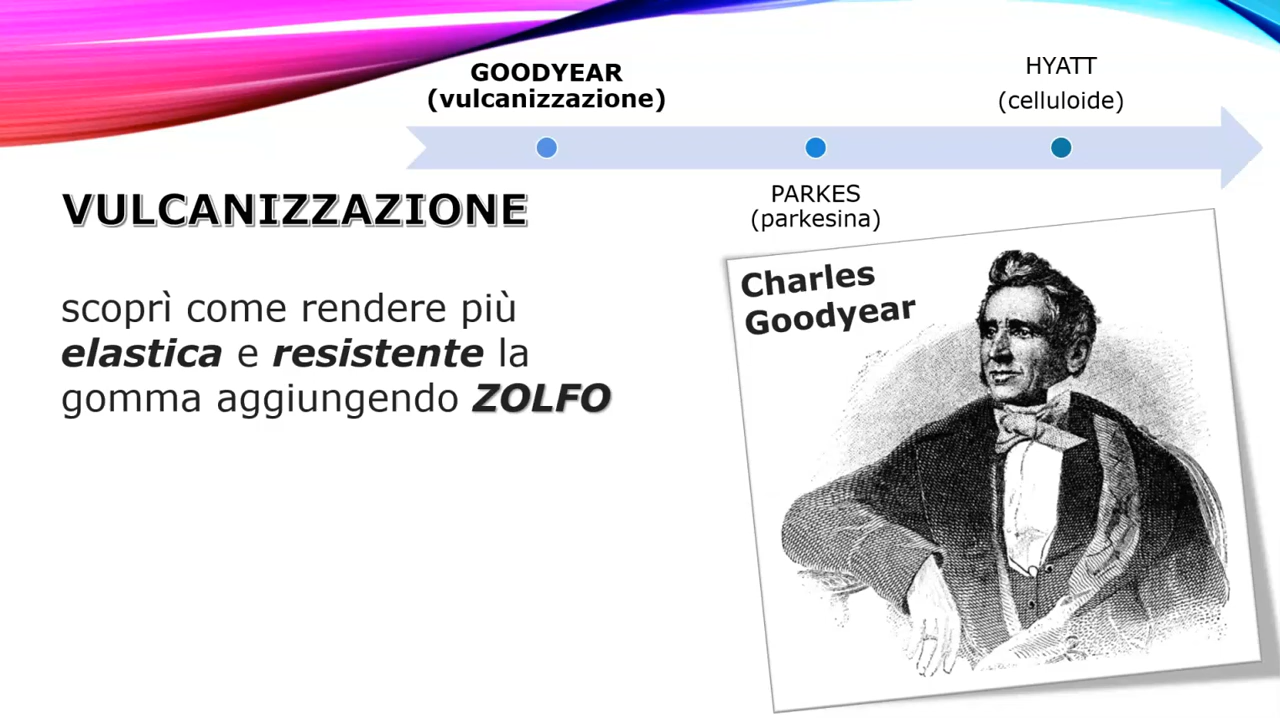 GOODYEAR
(vulcanizzazione)
HYATT
(celluloide)
PARKES
(parkesina)
VULCANIZZAZIONE
scoprì come rendere più
elastica e resistente la
gomma aggiungendo ZOLFO
Charles
Goodyear